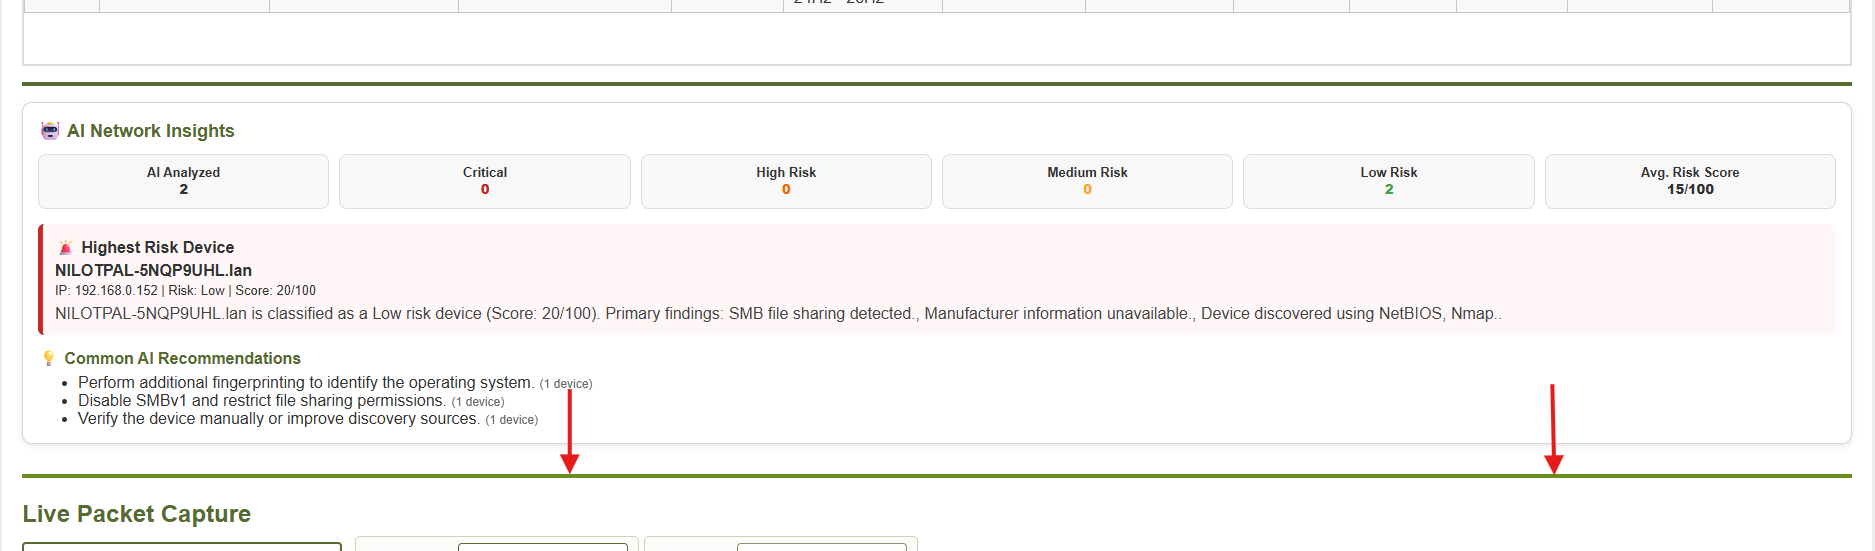 AI Network Insights
AI Analyzed
2
Critical
0
High Risk
0
Medium Risk
0
Low Risk
2
Avg. Risk Score
15/100
Highest Risk Device
NILOTPAL-5NQP9UHL.lan
IP: 192.168.0.152 | Risk: Low | Score: 20/100
NILOTPAL-5NQP9UHL.lan is classified as a Low risk device (Score: 20/100). Primary findings: SMB file sharing detected., Manufacturer information unavailable., Device discovered using NetBIOS, Nmap..
Common AI Recommendations
• Perform additional fingerprinting to identify the operating system. (1 device)
• Disable SMBv1 and restrict file sharing permissions. (1 device)
• Verify the device manually or improve discovery sources. (1 device)
Live Packet Capture